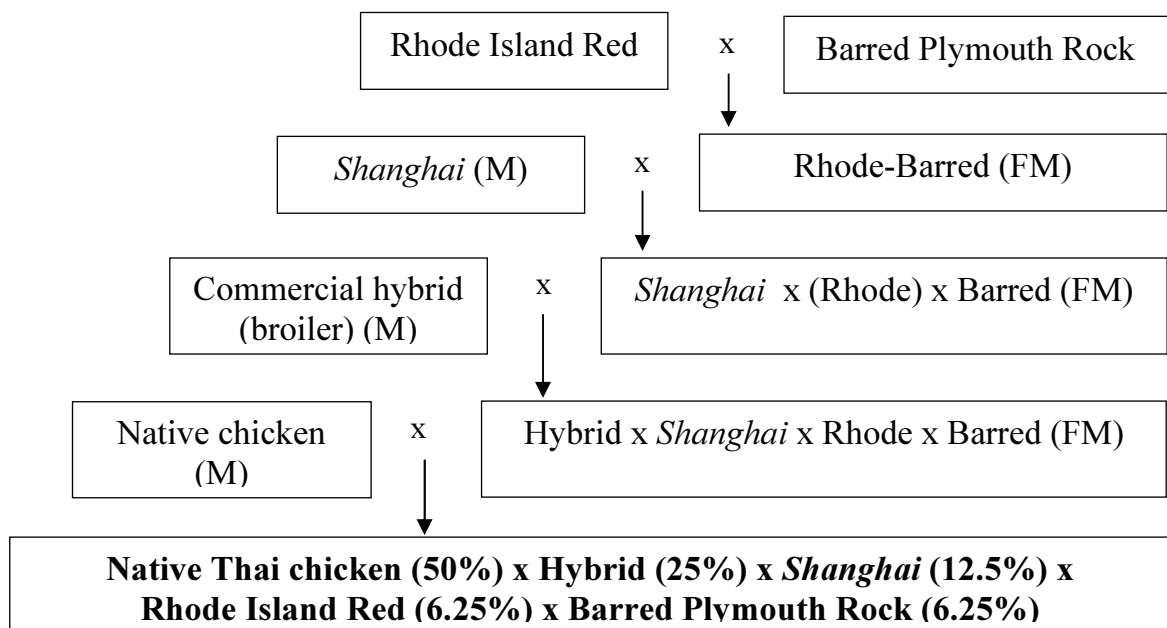 Rhode Island Red x Barred Plymouth Rock
Shanghai (M) x Rhode-Barred (FM)
Commercial hybrid
(broiler) (M)
x
Shanghai x (Rhode) x Barred (FM)
Native chicken
(M)
x
Hybrid x Shanghai x Rhode x Barred (FM)
Native Thai chicken (50%) x Hybrid (25%) x Shanghai (12.5%) x
Rhode Island Red (6.25%) x Barred Plymouth Rock (6.25%)